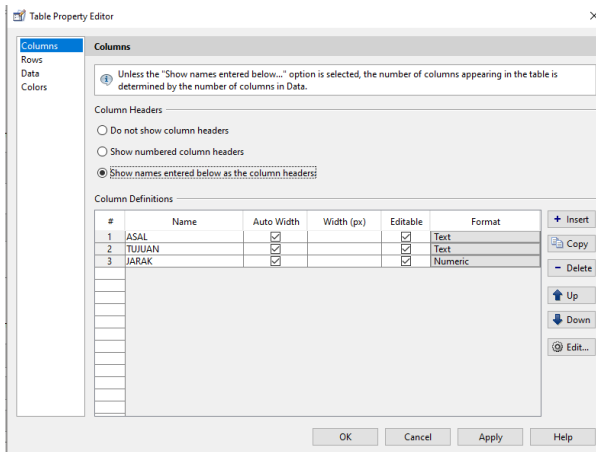 Table Property Editor
Columns
Rows
Data
Colors
Columns
Unless the "Show names entered below..." option is selected, the number of columns appearing in the table is
determined by the number of columns in Data.
Column Headers
Do not show column headers
Show numbered column headers
Show names entered below as the column headers:
Column Definitions
# Name Auto Width Width (px) Editable Format
1 ASAL Text
2 TUJUAN Text
3 JARAK Numeric
+ Insert
Copy
- Delete
Up
Down
Edit...
OK Cancel Apply Help